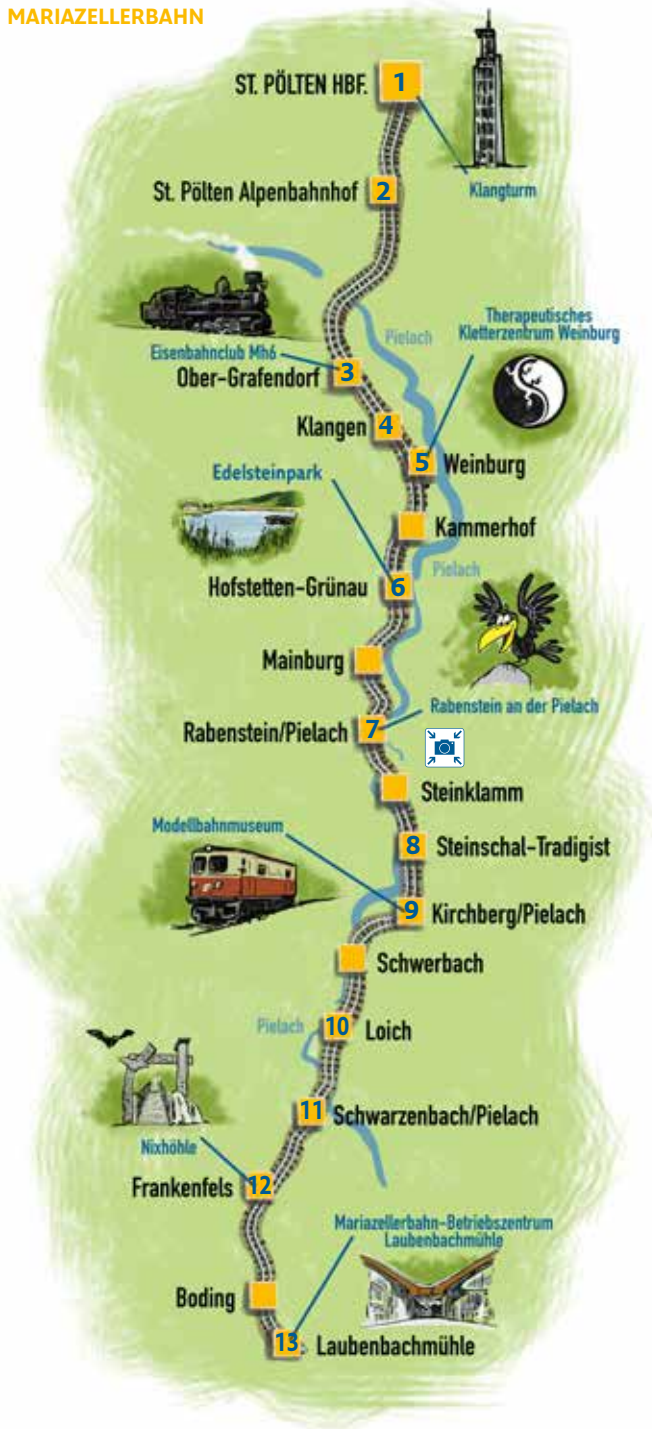 MARIAZELLERBAHN
ST. PÖLTEN HBF.
1
Klangturm
St. Pölten Alpenbahnhof
2
Pielach
Therapeutisches
Kletterzentrum Weinburg
Eisenbahnclub Mh6
Ober-Grafendorf
3
Klangen
4
5
Weinburg
Edelsteinpark
Kammerhof
Pielach
Hofstetten-Grünau
6
Mainburg
Rabenstein an der Pielach
Rabenstein/Pielach
7
Steinklamm
Modellbahnmuseum
8
Steinschal-Tradigist
9
Kirchberg/Pielach
Schwerbach
Pielach
10
Loich
11
Schwarzenbach/Pielach
Nixhöhle
Frankenfels
12
Mariazellerbahn-Betriebszentrum
Laubenbachmühle
Boding
13
Laubenbachmühle